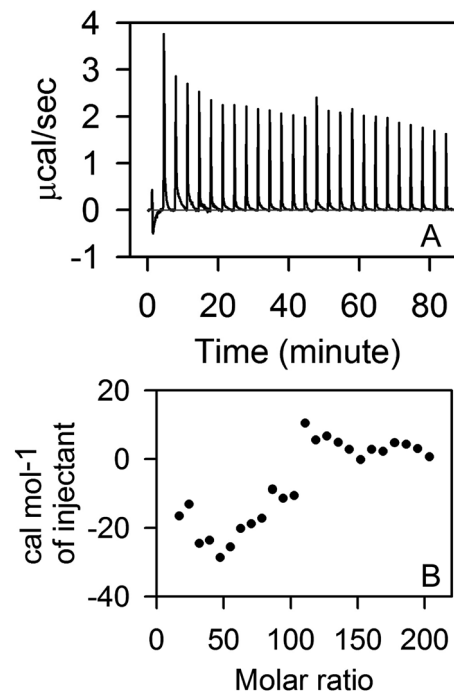 4
3
2
1
0
-1
μcal/sec
A
0 20 40 60 80
Time (minute)
20
0
-20
-40
cal mol-1
of injectant
B
0 50 100 150 200
Molar ratio